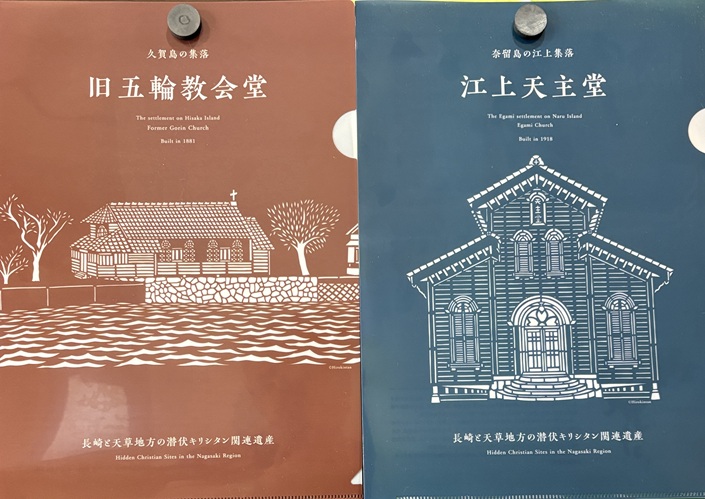 久賀島の集落
旧五輪教会堂
The settlement on Hisaka Island
Former Gorin Church
Built in 1881
©Hirokinten
長崎と天草地方の潜伏キリシタン関連遺産
Hidden Christian Sites in the Nagasaki Region
奈留島の江上集落
江上天主堂
The Egami settlement on Naru Island
Egami Church
Built in 1918
長崎と天草地方の潜伏キリシタン関連遺産
Hidden Christian Sites in the Nagasaki Region